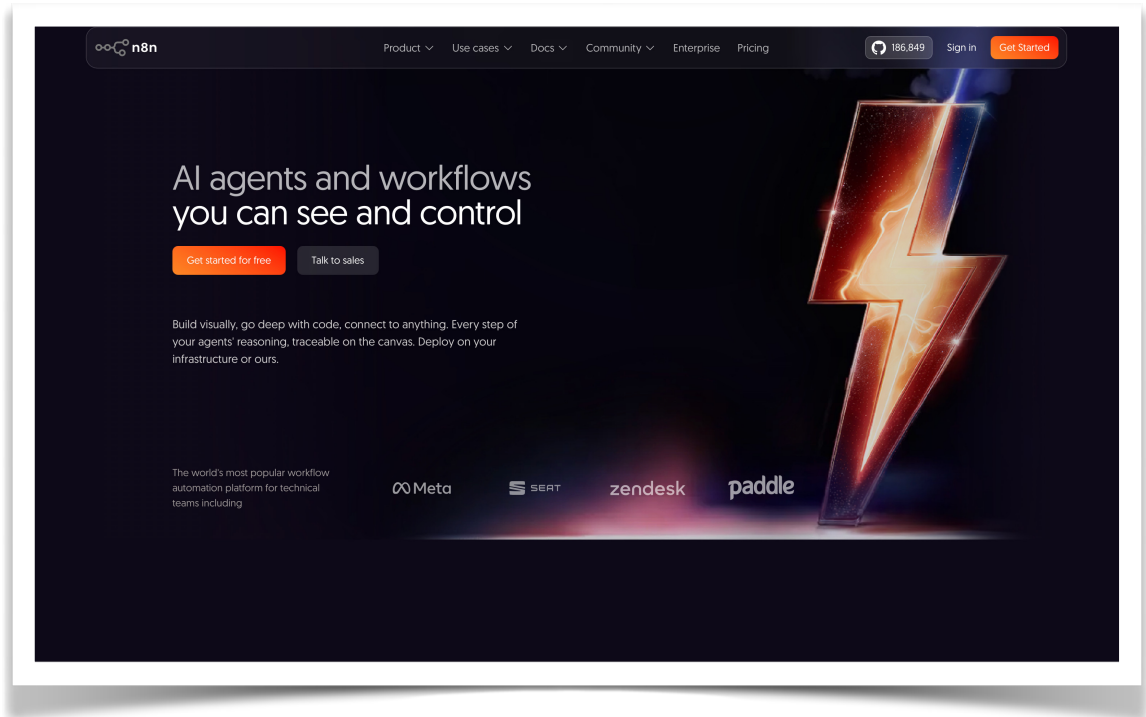 n8n
Product
Use cases
Docs
Community
Enterprise
Pricing
186,849
Sign in
Get Started
AI agents and workflows
you can see and control
Get started for free
Talk to sales
Build visually, go deep with code, connect to anything. Every step of
your agents' reasoning, traceable on the canvas. Deploy on your
infrastructure or ours.
The world's most popular workflow
automation platform for technical
teams including
Meta
SEAT
zendesk
paddle